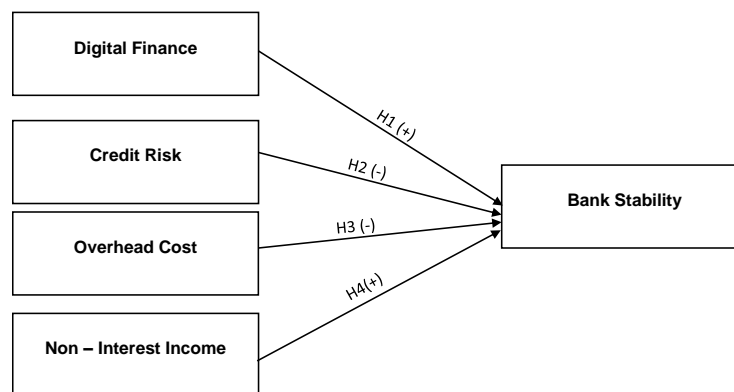 Digital Finance
H1 (+)
Credit Risk
H2 (-)
Bank Stability
Overhead Cost
H3 (-)
H4(+)
Non – Interest Income